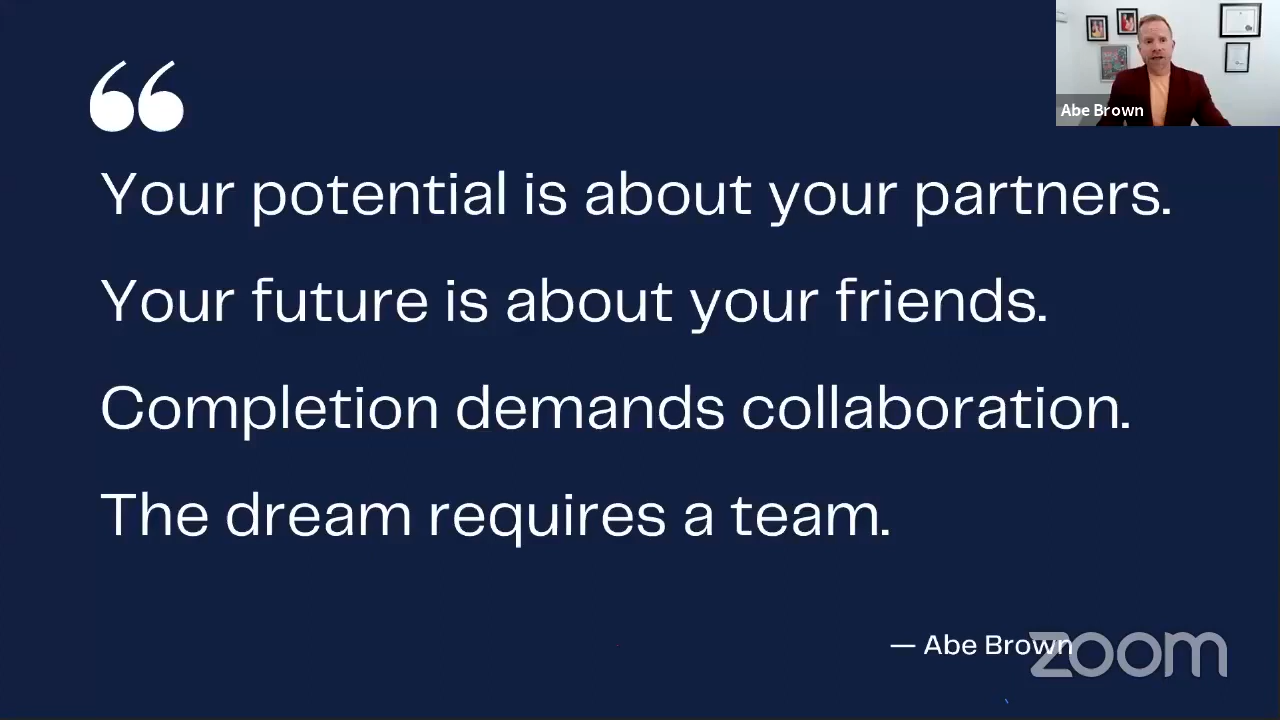 Abe Brown
“
Your potential is about your partners.
Your future is about your friends.
Completion demands collaboration.
The dream requires a team.
— Abe Brown
zoom